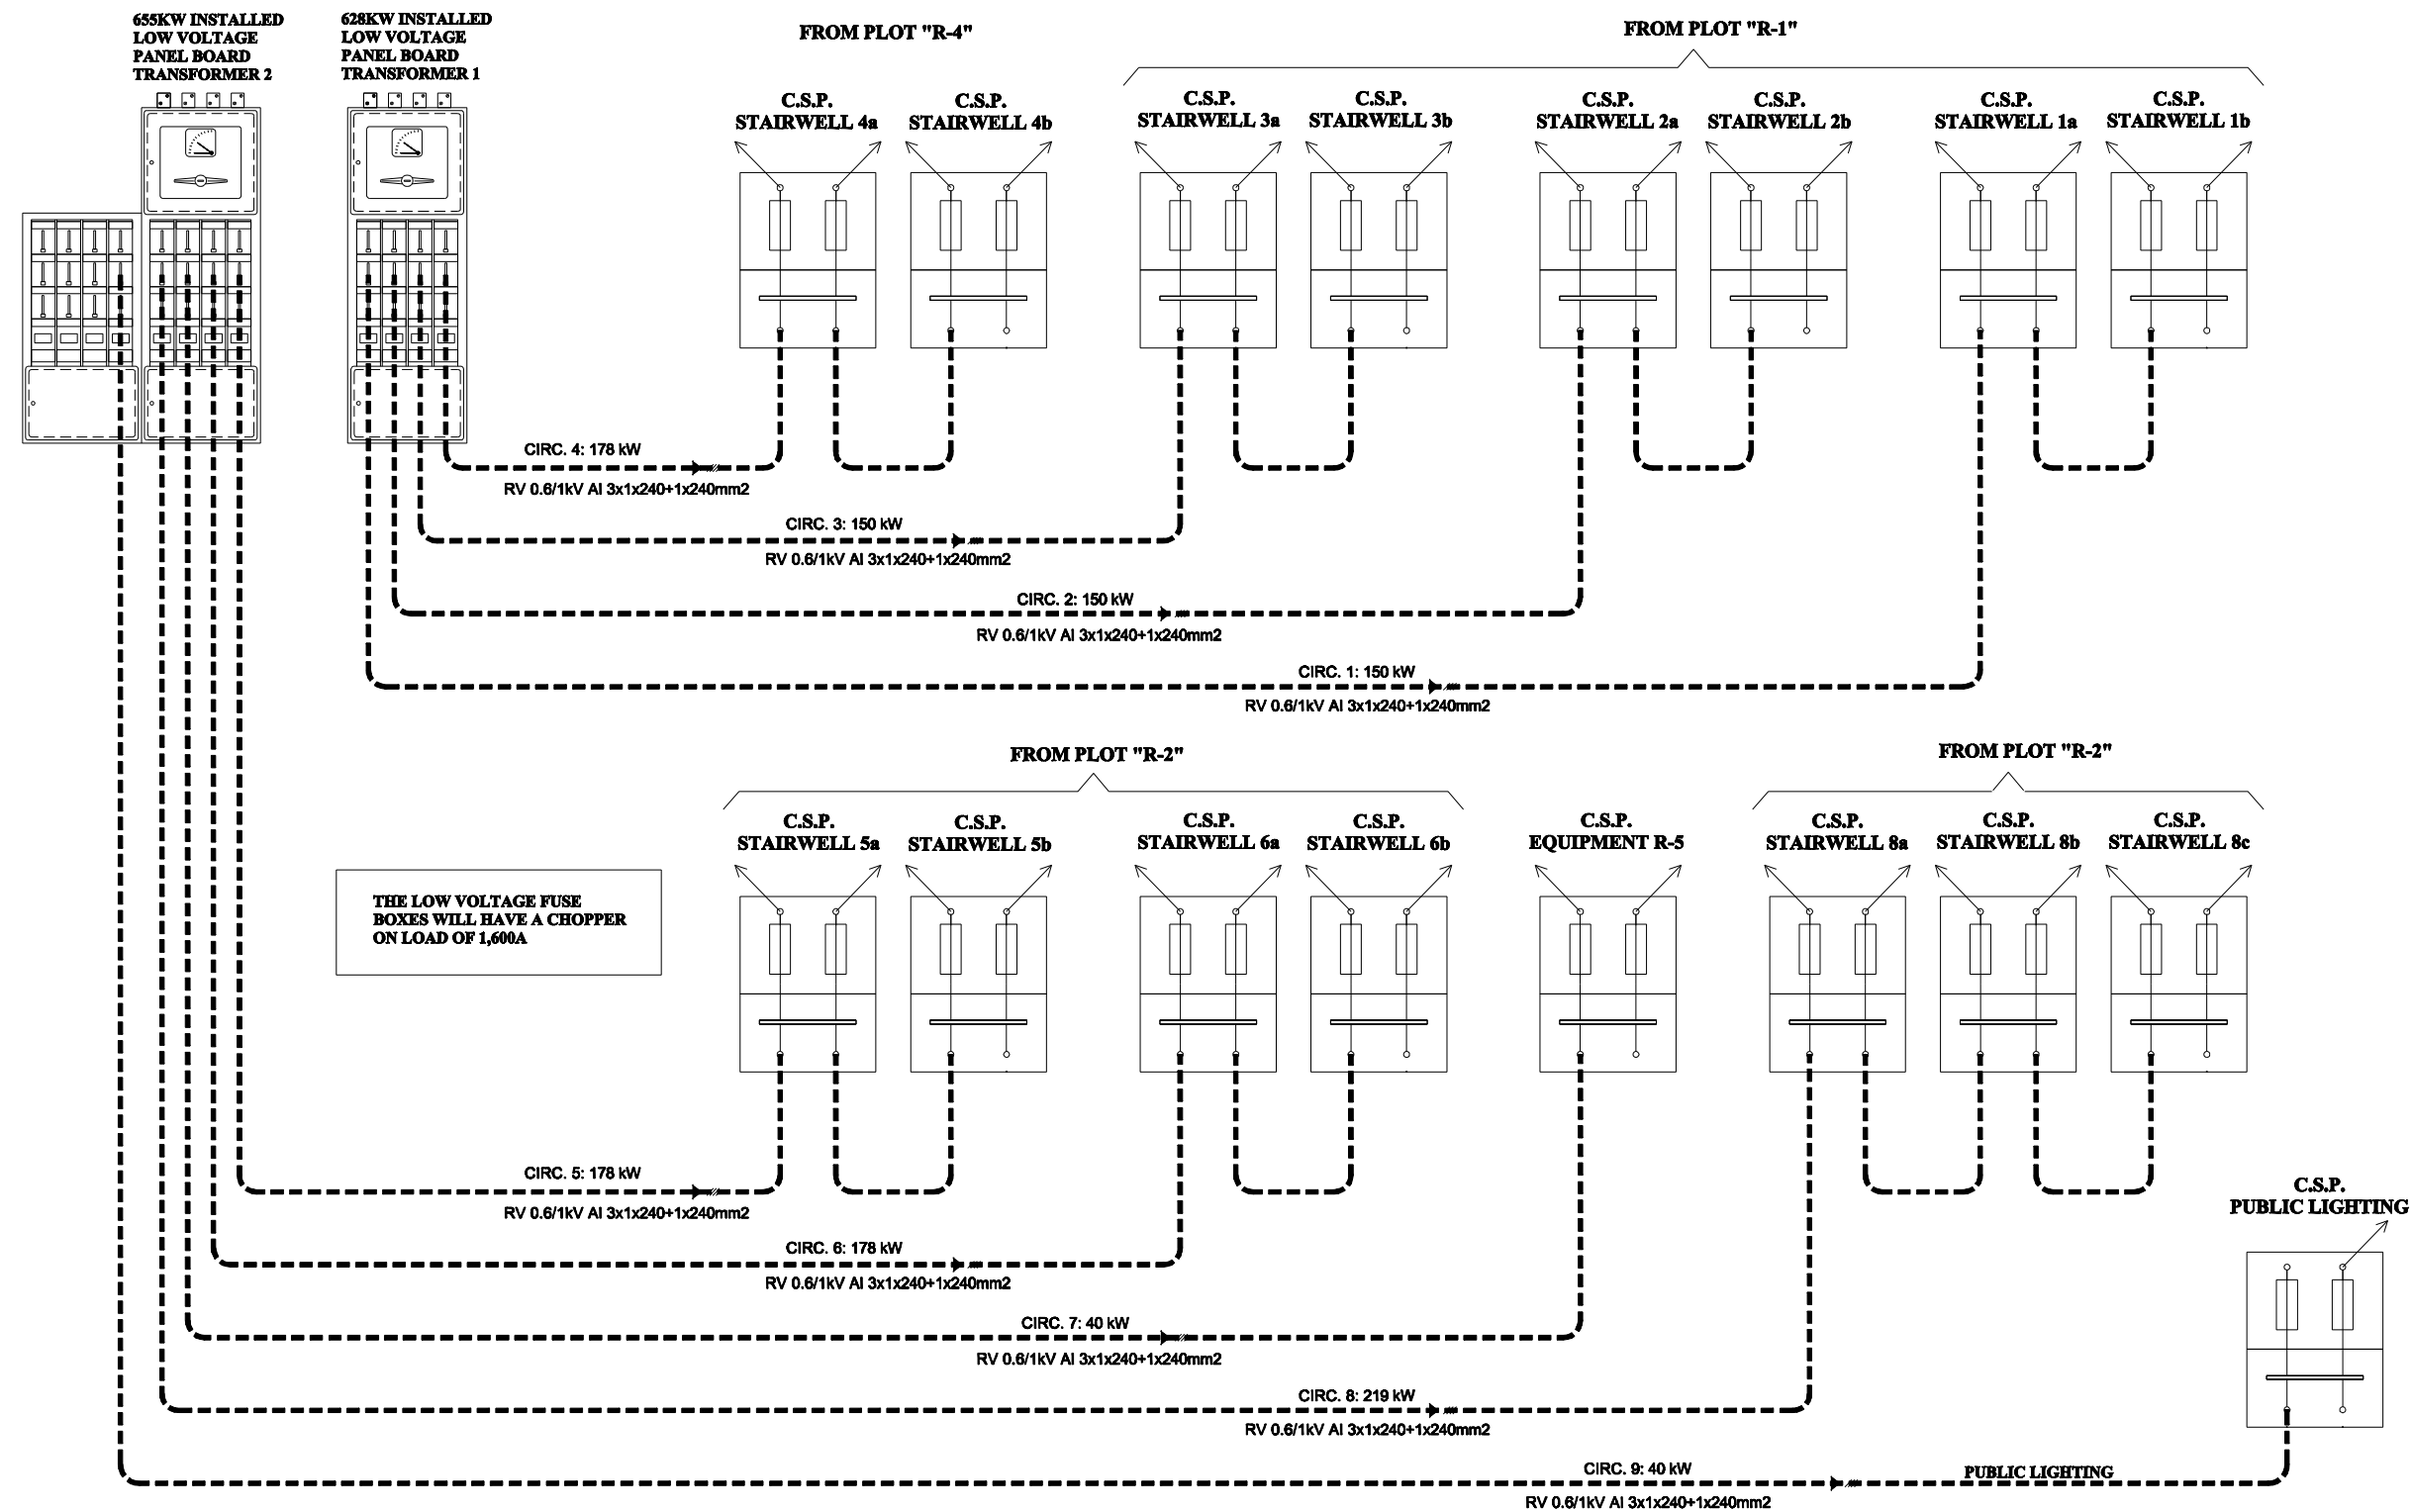 655KW INSTALLED
LOW VOLTAGE
PANEL BOARD
TRANSFORMER 2
628KW INSTALLED
LOW VOLTAGE
PANEL BOARD
TRANSFORMER 1
FROM PLOT "R-4"
FROM PLOT "R-1"
C.S.P.
STAIRWELL 4a
C.S.P.
STAIRWELL 4b
C.S.P.
STAIRWELL 3a
C.S.P.
STAIRWELL 3b
C.S.P.
STAIRWELL 2a
C.S.P.
STAIRWELL 2b
C.S.P.
STAIRWELL 1a
C.S.P.
STAIRWELL 1b
CIRC. 4: 178 kW
RV 0.6/1kV Al 3x1x240+1x240mm2
CIRC. 3: 150 kW
RV 0.6/1kV Al 3x1x240+1x240mm2
CIRC. 2: 150 kW
RV 0.6/1kV Al 3x1x240+1x240mm2
CIRC. 1: 150 kW
RV 0.6/1kV Al 3x1x240+1x240mm2
FROM PLOT "R-2"
FROM PLOT "R-2"
C.S.P.
STAIRWELL 5a
C.S.P.
STAIRWELL 5b
C.S.P.
STAIRWELL 6a
C.S.P.
STAIRWELL 6b
C.S.P.
EQUIPMENT R-5
C.S.P.
STAIRWELL 8a
C.S.P.
STAIRWELL 8b
C.S.P.
STAIRWELL 8c
THE LOW VOLTAGE FUSE
BOXES WILL HAVE A CHOPPER
ON LOAD OF 1,600A
CIRC. 5: 178 kW
RV 0.6/1kV Al 3x1x240+1x240mm2
C.S.P.
PUBLIC LIGHTING
CIRC. 6: 178 kW
RV 0.6/1kV Al 3x1x240+1x240mm2
CIRC. 7: 40 kW
RV 0.6/1kV Al 3x1x240+1x240mm2
CIRC. 8: 219 kW
RV 0.6/1kV Al 3x1x240+1x240mm2
CIRC. 9: 40 kW
PUBLIC LIGHTING
RV 0.6/1kV Al 3x1x240+1x240mm2